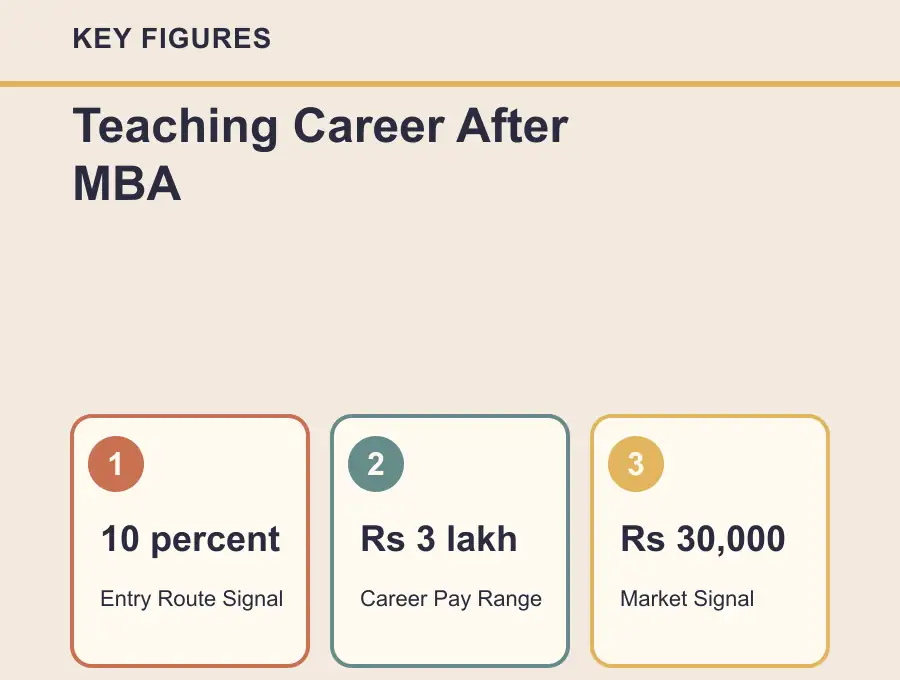 KEY FIGURES
Teaching Career After
MBA
1
10 percent
Entry Route Signal
2
Rs 3 lakh
Career Pay Range
3
Rs 30,000
Market Signal